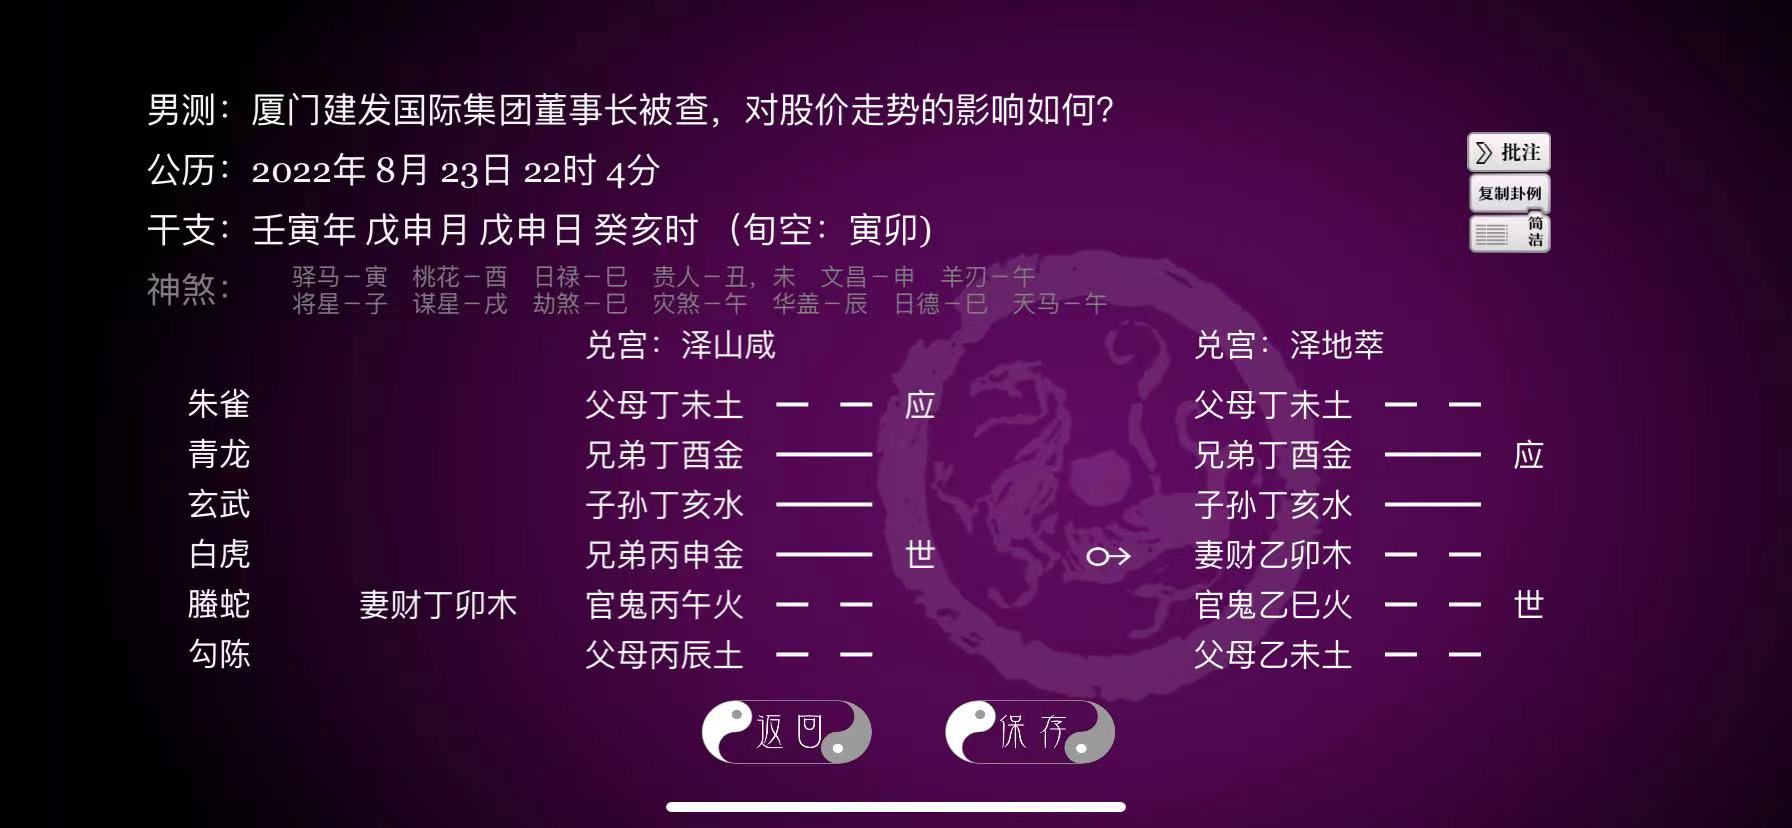 男测：厦门建发国际集团董事长被查，对股价走势的影响如何？
公历：2022年 8月 23日 22时 4分
干支：壬寅年 戊申月 戊申日 癸亥时 （旬空：寅卯）
神煞：
驿马－寅 桃花－酉 日禄－巳 贵人－丑，未 文昌－申 羊刃－午
将星－子 谋星－戌 劫煞－巳 灾煞－午 华盖－辰 日德－巳 天马－午
批注
复制卦例
简洁
兑宫：泽山咸 兑宫：泽地萃
朱雀 父母丁未土 应 父母丁未土
青龙 兄弟丁酉金 兄弟丁酉金 应
玄武 子孙丁亥水 子孙丁亥水
白虎 兄弟丙申金 世 妻财乙卯木
螣蛇 妻财丁卯木 官鬼丙午火 官鬼乙巳火 世
勾陈 父母丙辰土 父母乙未土
返回 保存